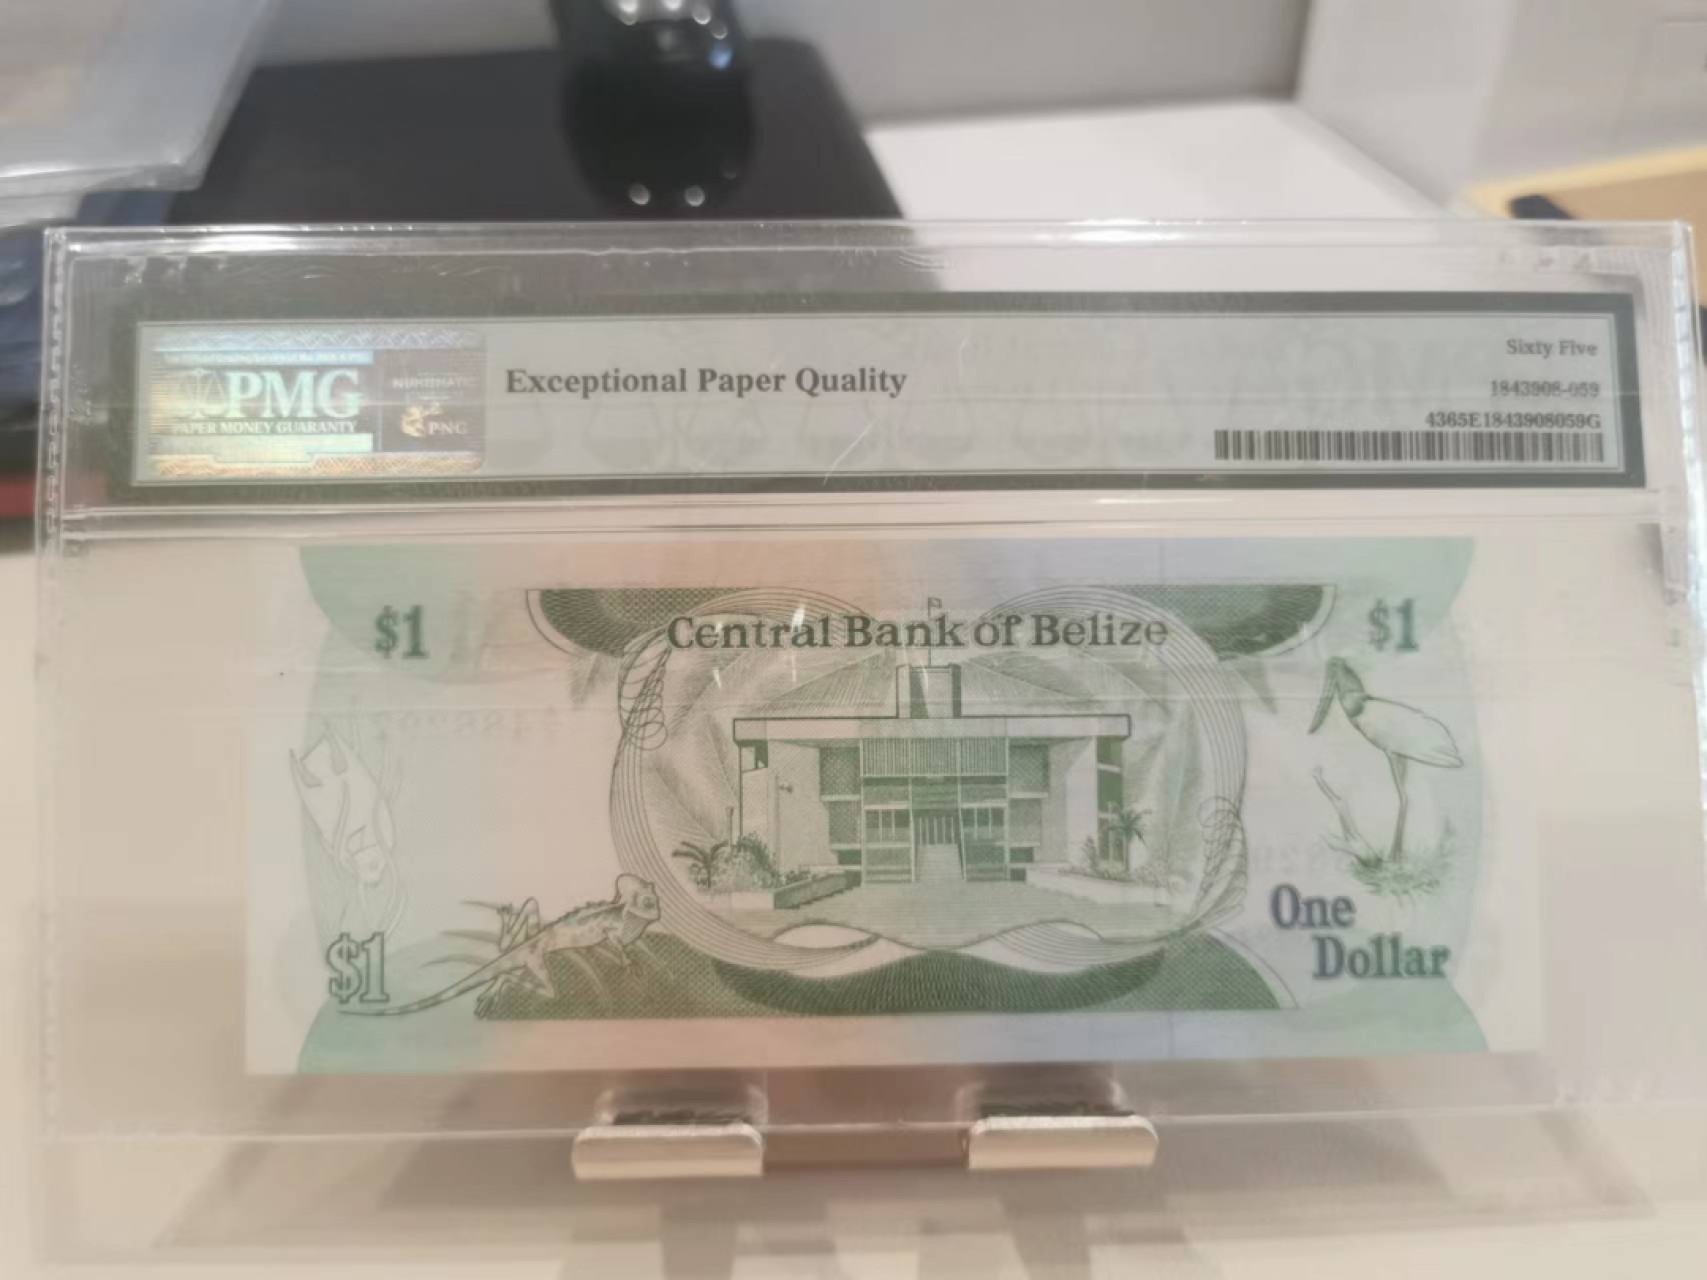 PMG
PAPER MONEY GUARANTY
NUMISMATIC
PNG
Exceptional Paper Quality
Sixty Five
1843908-059
4365E1843908059G
$1
Central Bank of Belize
$1
$1
One
Dollar